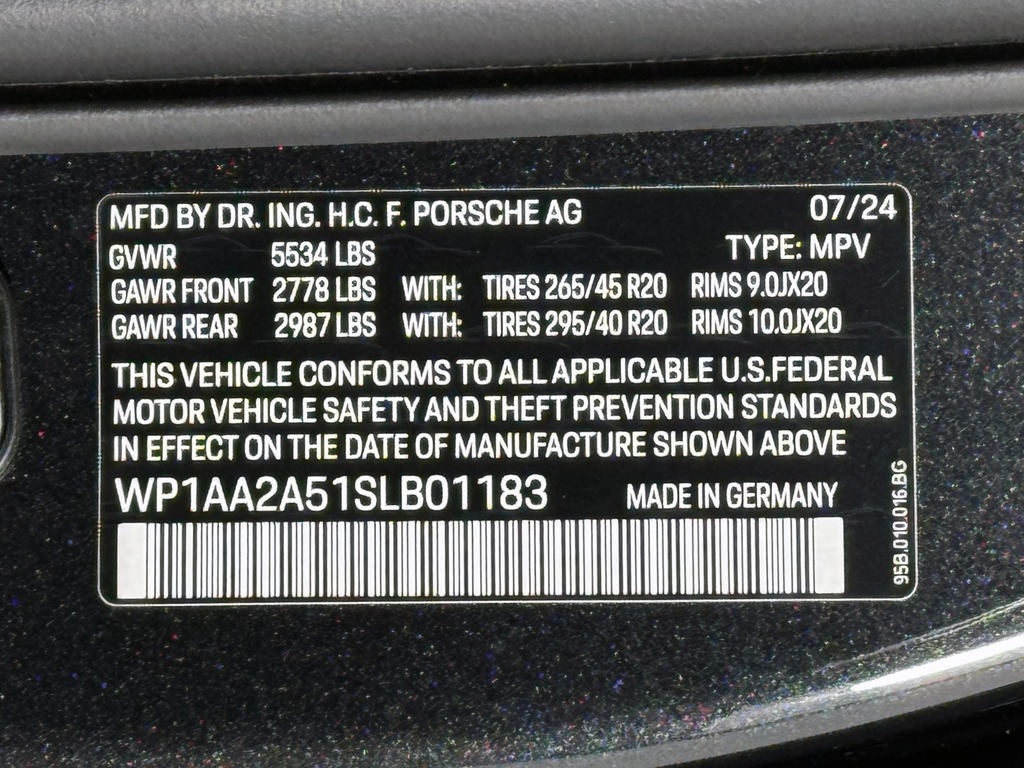 MFD BY DR. ING. H.C. F. PORSCHE AG 07/24
GVWR 5534 LBS TYPE: MPV
GAWR FRONT 2778 LBS WITH: TIRES 265/45 R20 RIMS 9.0JX20
GAWR REAR 2987 LBS WITH: TIRES 295/40 R20 RIMS 10.0JX20
THIS VEHICLE CONFORMS TO ALL APPLICABLE U.S.FEDERAL
MOTOR VEHICLE SAFETY AND THEFT PREVENTION STANDARDS
IN EFFECT ON THE DATE OF MANUFACTURE SHOWN ABOVE
WP1AA2A51SLB01183 MADE IN GERMANY
95B.010.016.BG